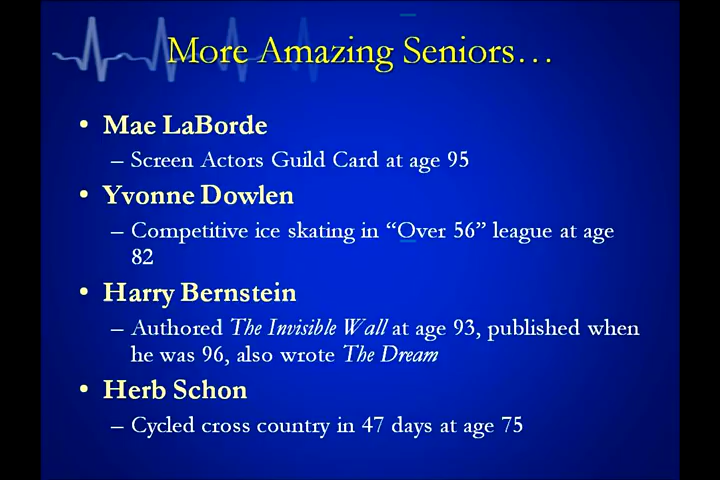 More Amazing Seniors…
• Mae LaBorde
– Screen Actors Guild Card at age 95
• Yvonne Dowlen
– Competitive ice skating in “Over 56” league at age
82
• Harry Bernstein
– Authored The Invisible Wall at age 93, published when
he was 96, also wrote The Dream
• Herb Schon
– Cycled cross country in 47 days at age 75